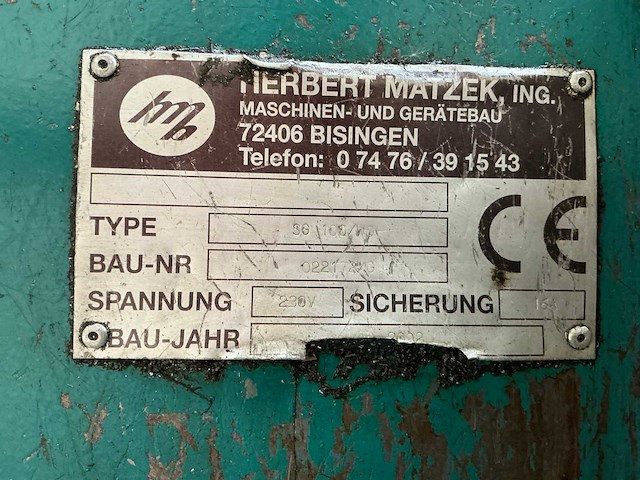 HERBERT MATZEK, ING.
MASCHINEN- UND GERÄTEBAU
72406 BISINGEN
Telefon: 0 74 76 / 39 15 43
CE
TYPE
BAU-NR
SPANNUNG 230V SICHERUNG
BAU-JAHR